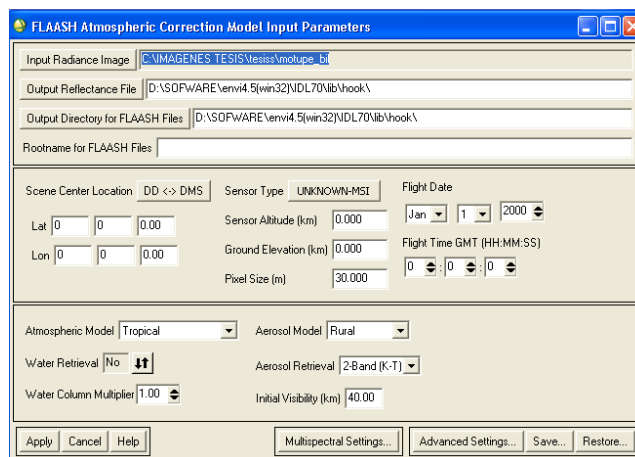 FLAASH Atmospheric Correction Model Input Parameters
Input Radiance Image C:\IMAGENES TESIS\tesiss\motupe_bil
Output Reflectance File D:\SOFWARE\envi4.5(win32)\IDL70\lib\hook\
Output Directory for FLAASH Files D:\SOFWARE\envi4.5(win32)\IDL70\lib\hook\
Rootname for FLAASH Files
Scene Center Location DD <-> DMS
Lat 0 0 0.00
Lon 0 0 0.00
Sensor Type UNKNOWN-MSI
Sensor Altitude (km) 0.000
Ground Elevation (km) 0.000
Pixel Size (m) 30.000
Flight Date
Jan 1 2000
Flight Time GMT (HH:MM:SS)
0 : 0 : 0
Atmospheric Model Tropical
Water Retrieval No
Water Column Multiplier 1.00
Aerosol Model Rural
Aerosol Retrieval 2-Band (K-T)
Initial Visibility (km) 40.00
Apply Cancel Help Multispectral Settings... Advanced Settings... Save... Restore...